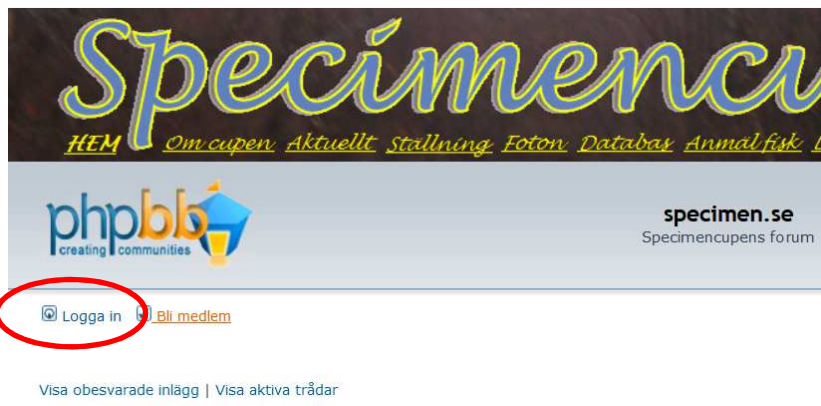 Specimencu
HEM Om cupen Aktuellt Ställning Foton Databas Anmäl fisk
phpbb
creating communities
specimen.se
Specimencupens forum
Logga in Bli medlem
Visa obesvarade inlägg | Visa aktiva trådar